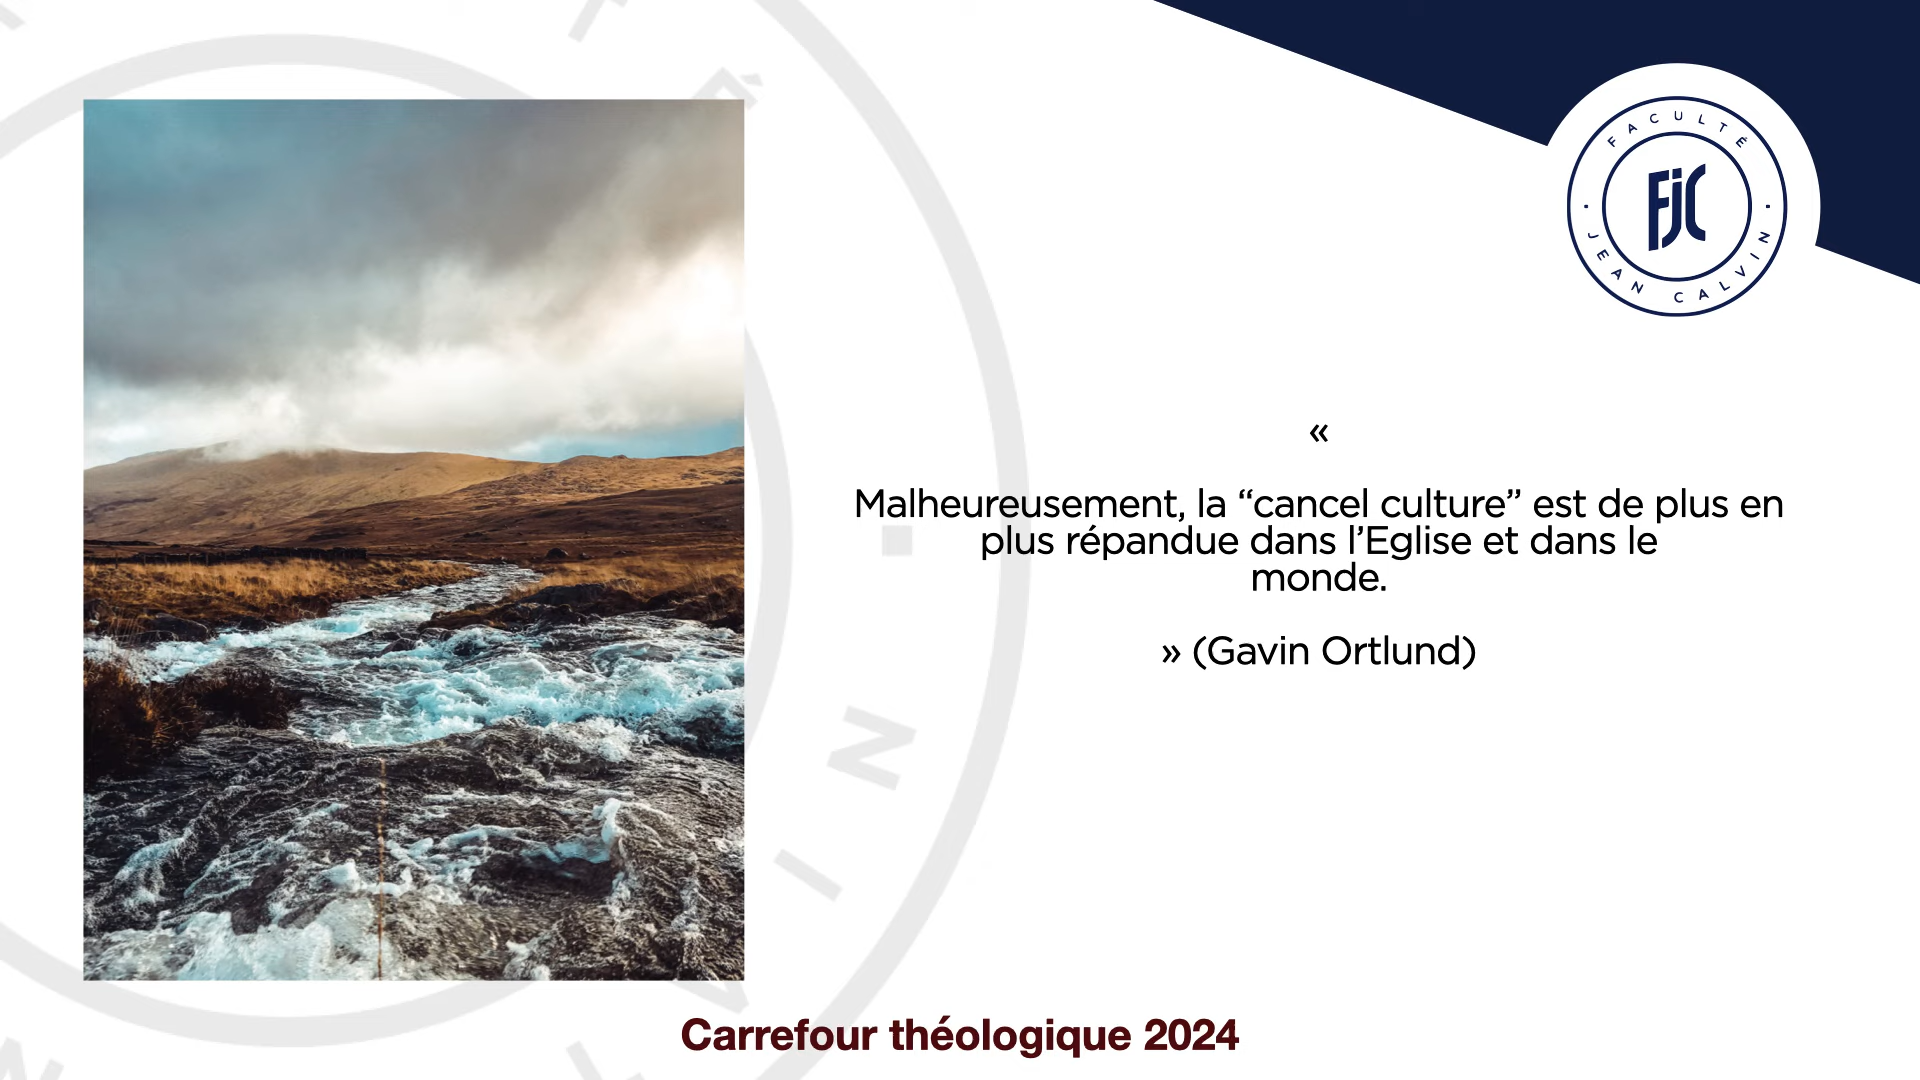 FACULTÉ
FJC
JEAN CALVIN
«
Malheureusement, la “cancel culture” est de plus en
plus répandue dans l’Eglise et dans le
monde.
» (Gavin Ortlund)
Carrefour théologique 2024